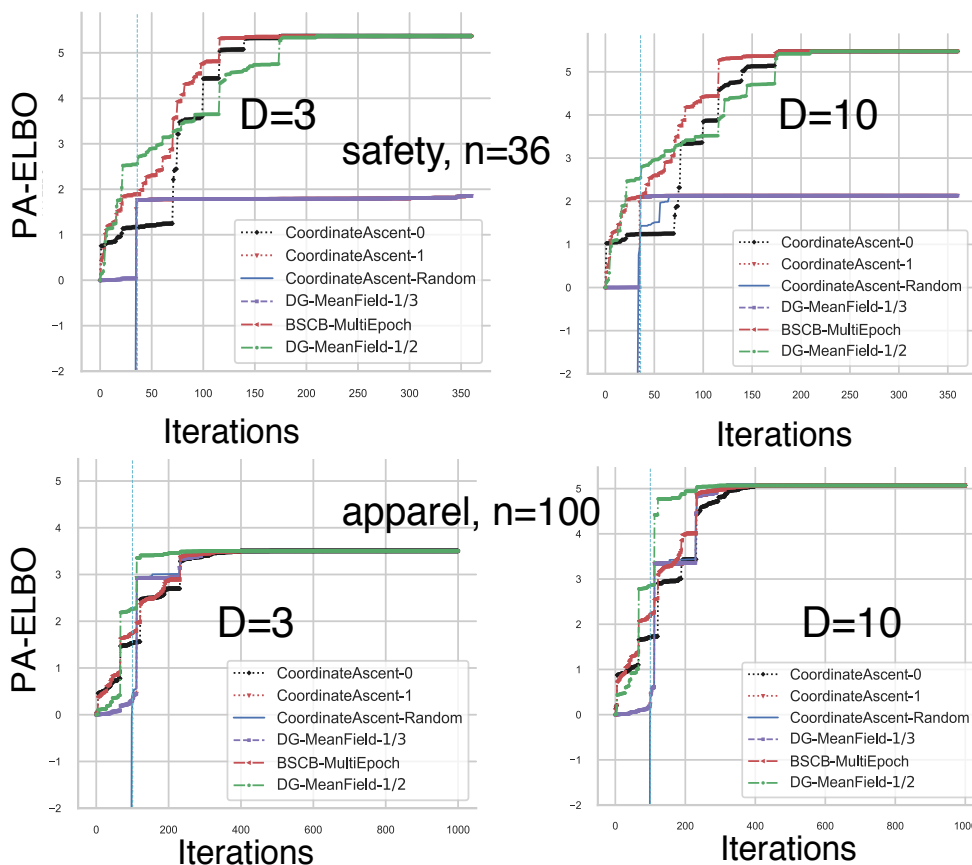 PA-ELBO
5
4
3
2
1
0
−1
−2
D=3
CoordinateAscent-0
CoordinateAscent-1
CoordinateAscent-Random
DG-MeanField-1/3
BSCB-MultiEpoch
DG-MeanField-1/2
0 50 100 150 200 250 300 350
Iterations
safety, n=36
5
4
3
2
1
0
−1
−2
D=10
CoordinateAscent-0
CoordinateAscent-1
CoordinateAscent-Random
DG-MeanField-1/3
BSCB-MultiEpoch
DG-MeanField-1/2
0 50 100 150 200 250 300 350
Iterations
PA-ELBO
5
4
3
2
1
0
−1
−2
D=3
CoordinateAscent-0
CoordinateAscent-1
CoordinateAscent-Random
DG-MeanField-1/3
BSCB-MultiEpoch
DG-MeanField-1/2
0 200 400 600 800 1000
Iterations
apparel, n=100
5
4
3
2
1
0
−1
−2
D=10
CoordinateAscent-0
CoordinateAscent-1
CoordinateAscent-Random
DG-MeanField-1/3
BSCB-MultiEpoch
DG-MeanField-1/2
0 200 400 600 800 1000
Iterations